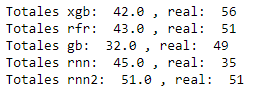 Totales xgb:  42.0 , real:  56
Totales rfr:  43.0 , real:  51
Totales gb:  32.0 , real:  49
Totales rnn:  45.0 , real:  35
Totales rnn2:  51.0 , real:  51